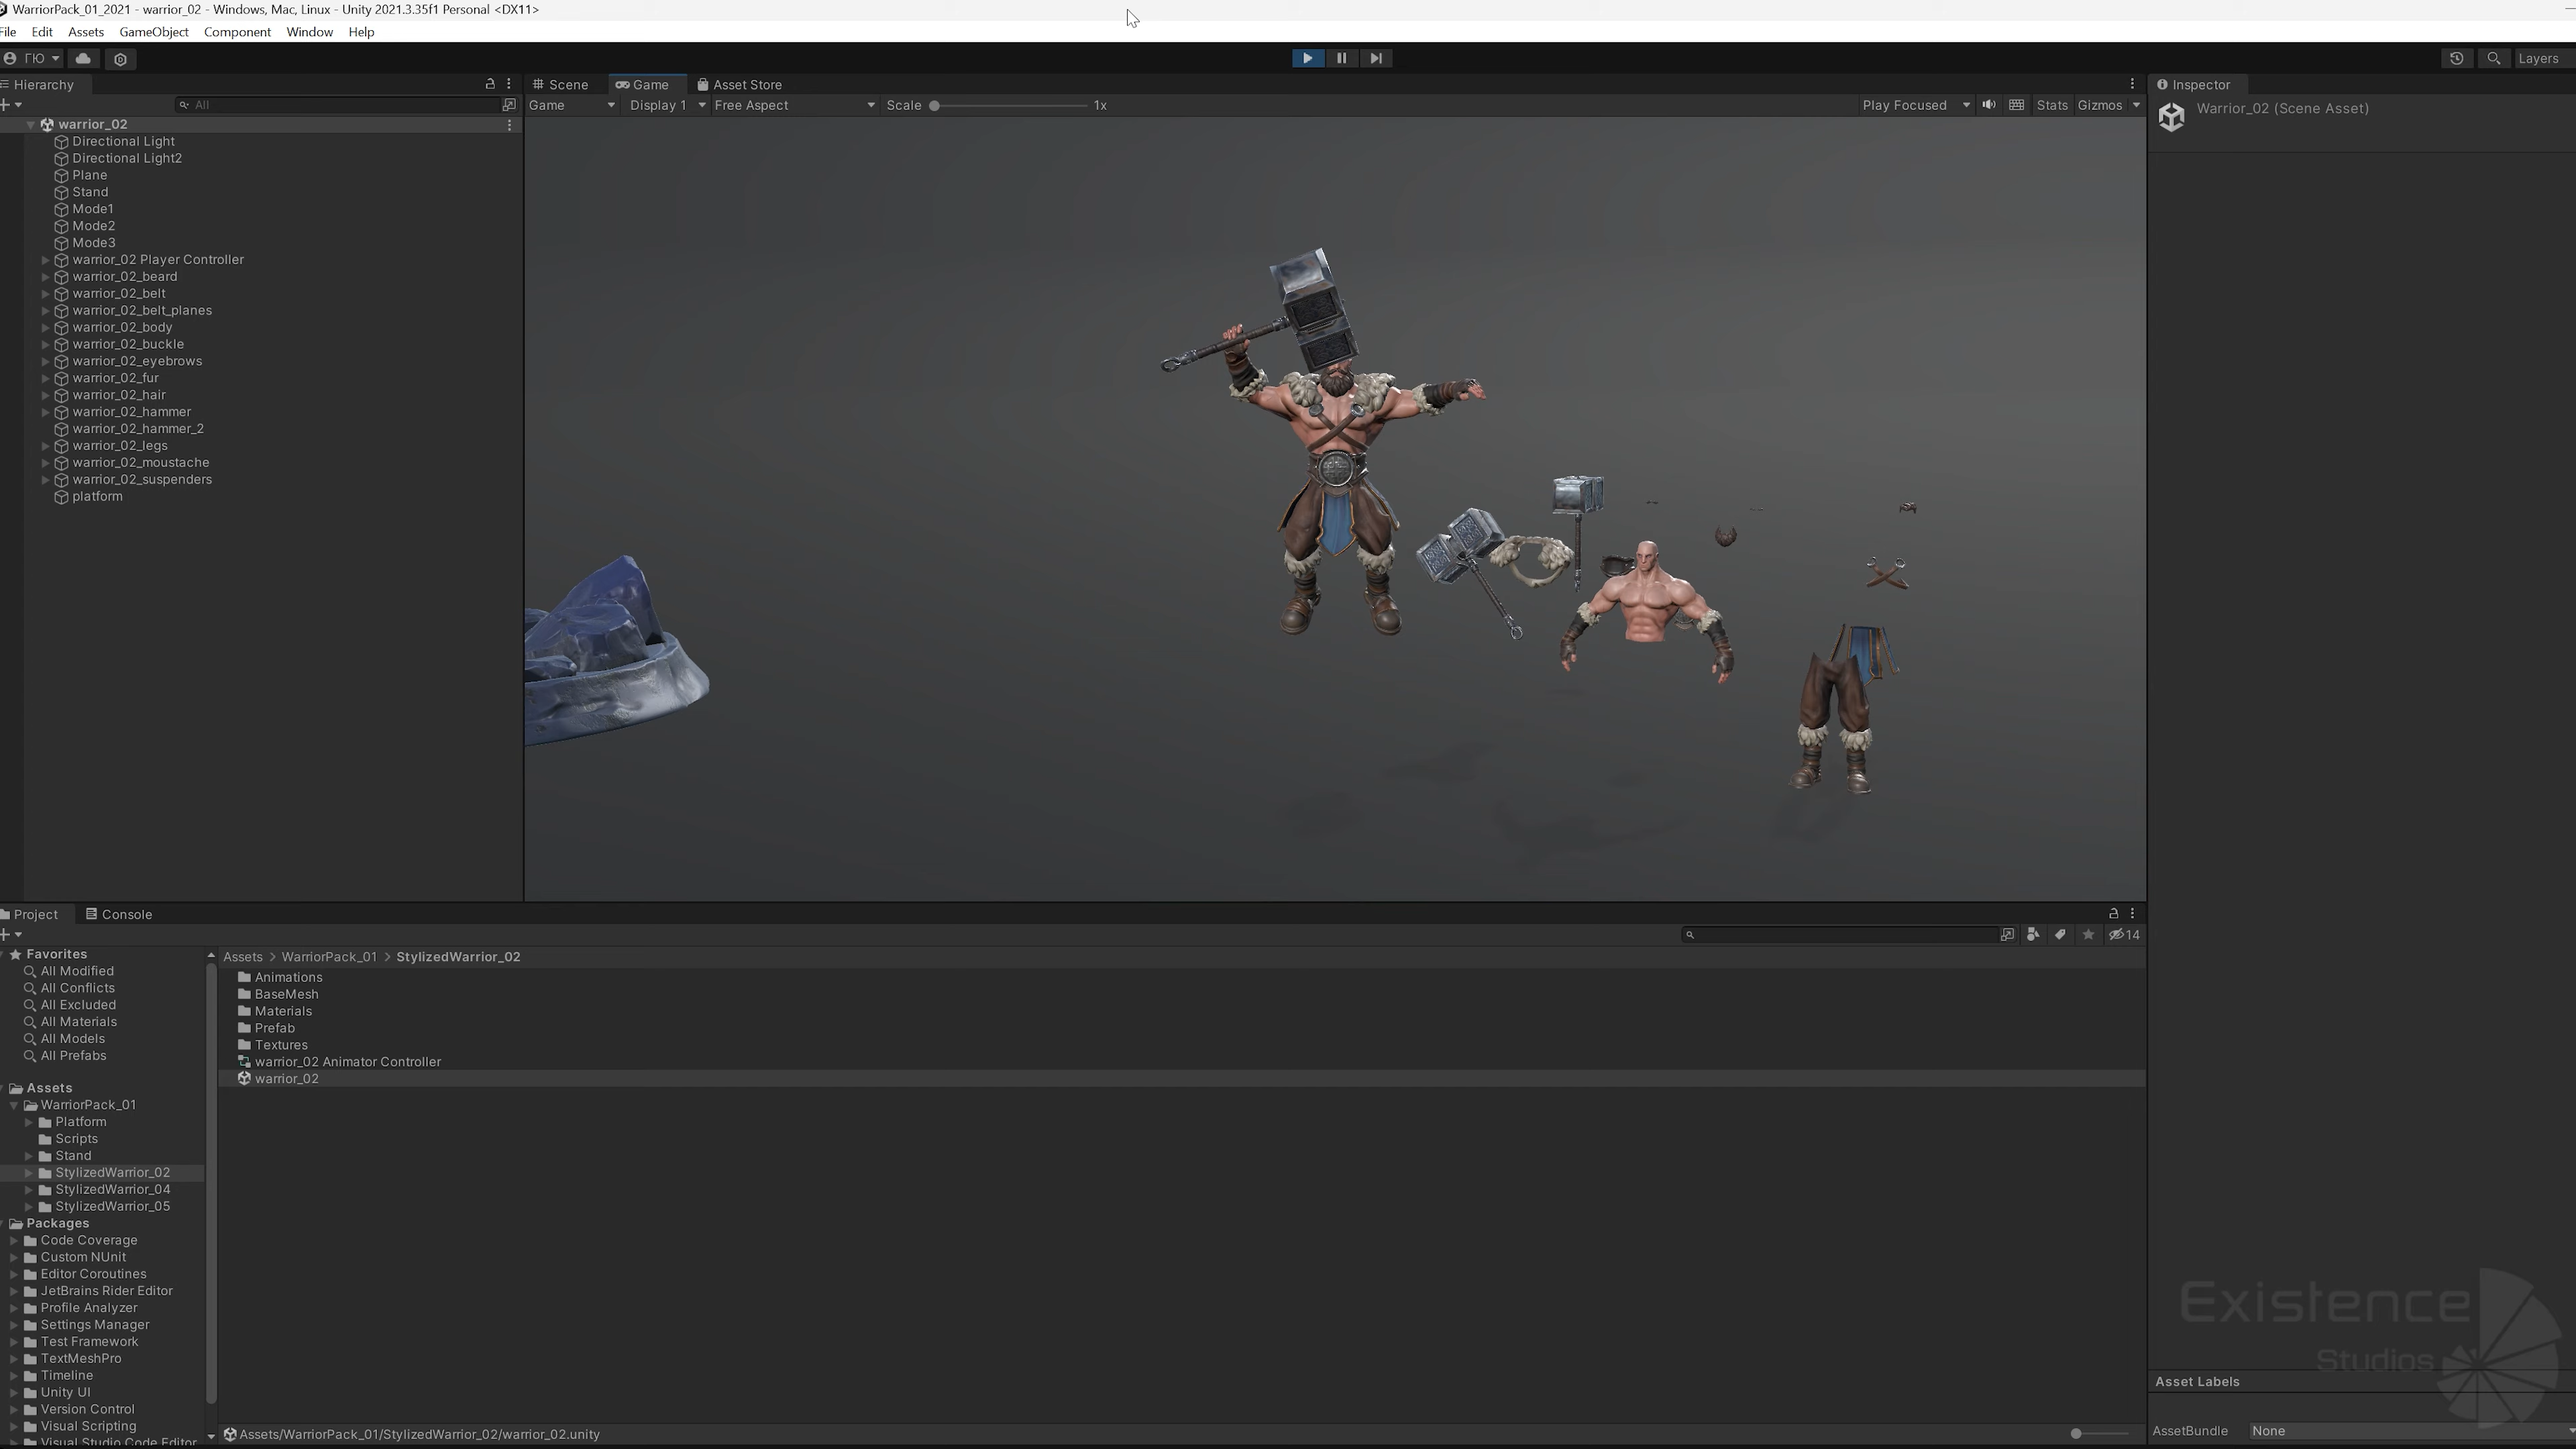 WarriorPack_01_2021 - warrior_02 - Windows, Mac, Linux - Unity 2021.3.35f1 Personal <DX11>
File Edit Assets GameObject Component Window Help
ГЮ
Layers
Hierarchy
All
warrior_02
Directional Light
Directional Light2
Plane
Stand
Mode1
Mode2
Mode3
warrior_02 Player Controller
warrior_02_beard
warrior_02_belt
warrior_02_belt_planes
warrior_02_body
warrior_02_buckle
warrior_02_eyebrows
warrior_02_fur
warrior_02_hair
warrior_02_hammer
warrior_02_hammer_2
warrior_02_legs
warrior_02_moustache
warrior_02_suspenders
platform
Scene Game Asset Store
Game Display 1 Free Aspect Scale 1x Play Focused Stats Gizmos
Inspector
Warrior_02 (Scene Asset)
Project Console
14
Favorites
All Modified
All Conflicts
All Excluded
All Materials
All Models
All Prefabs
Assets
WarriorPack_01
Platform
Scripts
Stand
StylizedWarrior_02
StylizedWarrior_04
StylizedWarrior_05
Packages
Code Coverage
Custom NUnit
Editor Coroutines
JetBrains Rider Editor
Profile Analyzer
Settings Manager
Test Framework
TextMeshPro
Timeline
Unity UI
Version Control
Visual Scripting
Visual Studio Code Editor
Assets > WarriorPack_01 > StylizedWarrior_02
Animations
BaseMesh
Materials
Prefab
Textures
warrior_02 Animator Controller
warrior_02
Assets/WarriorPack_01/StylizedWarrior_02/warrior_02.unity
Existence
Studios
Asset Labels
AssetBundle None